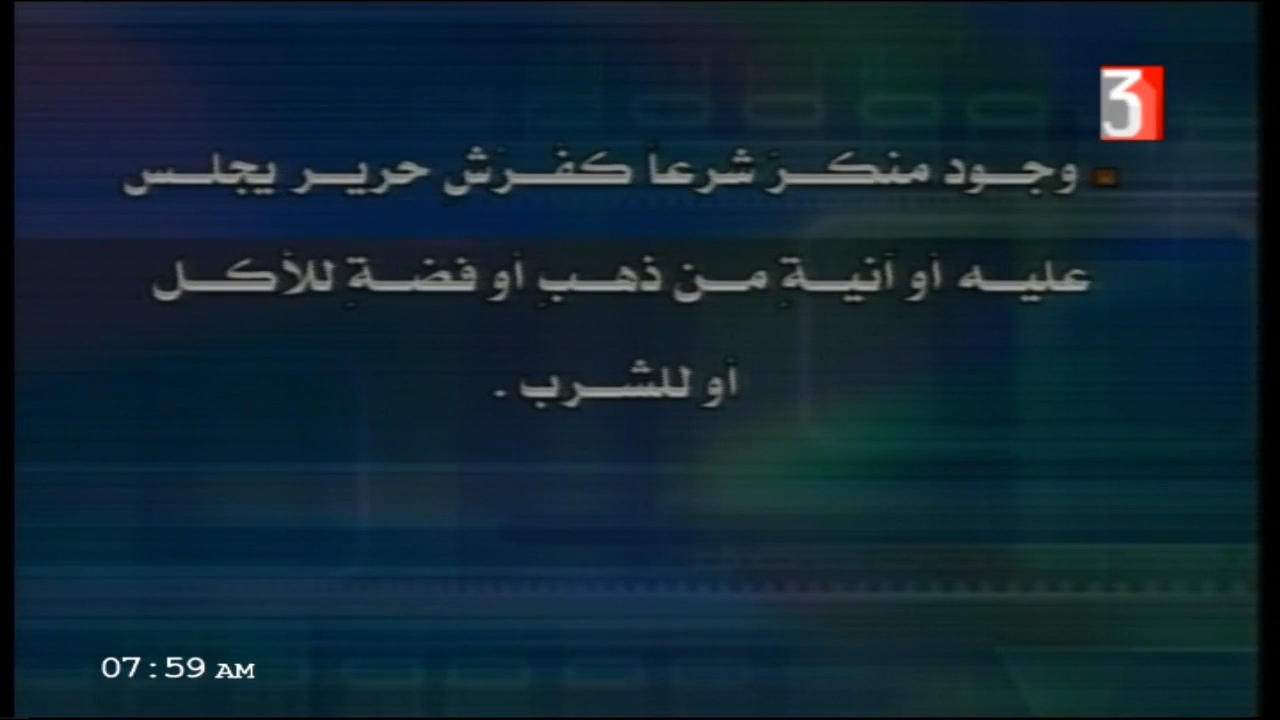 3
وجود منكرَ شرعاً كفَرَشِ حرير يجلس
عليه أو آنيةِ من ذهبِ أو فضةِ للأكل
أو للشرب .
07:59 AM